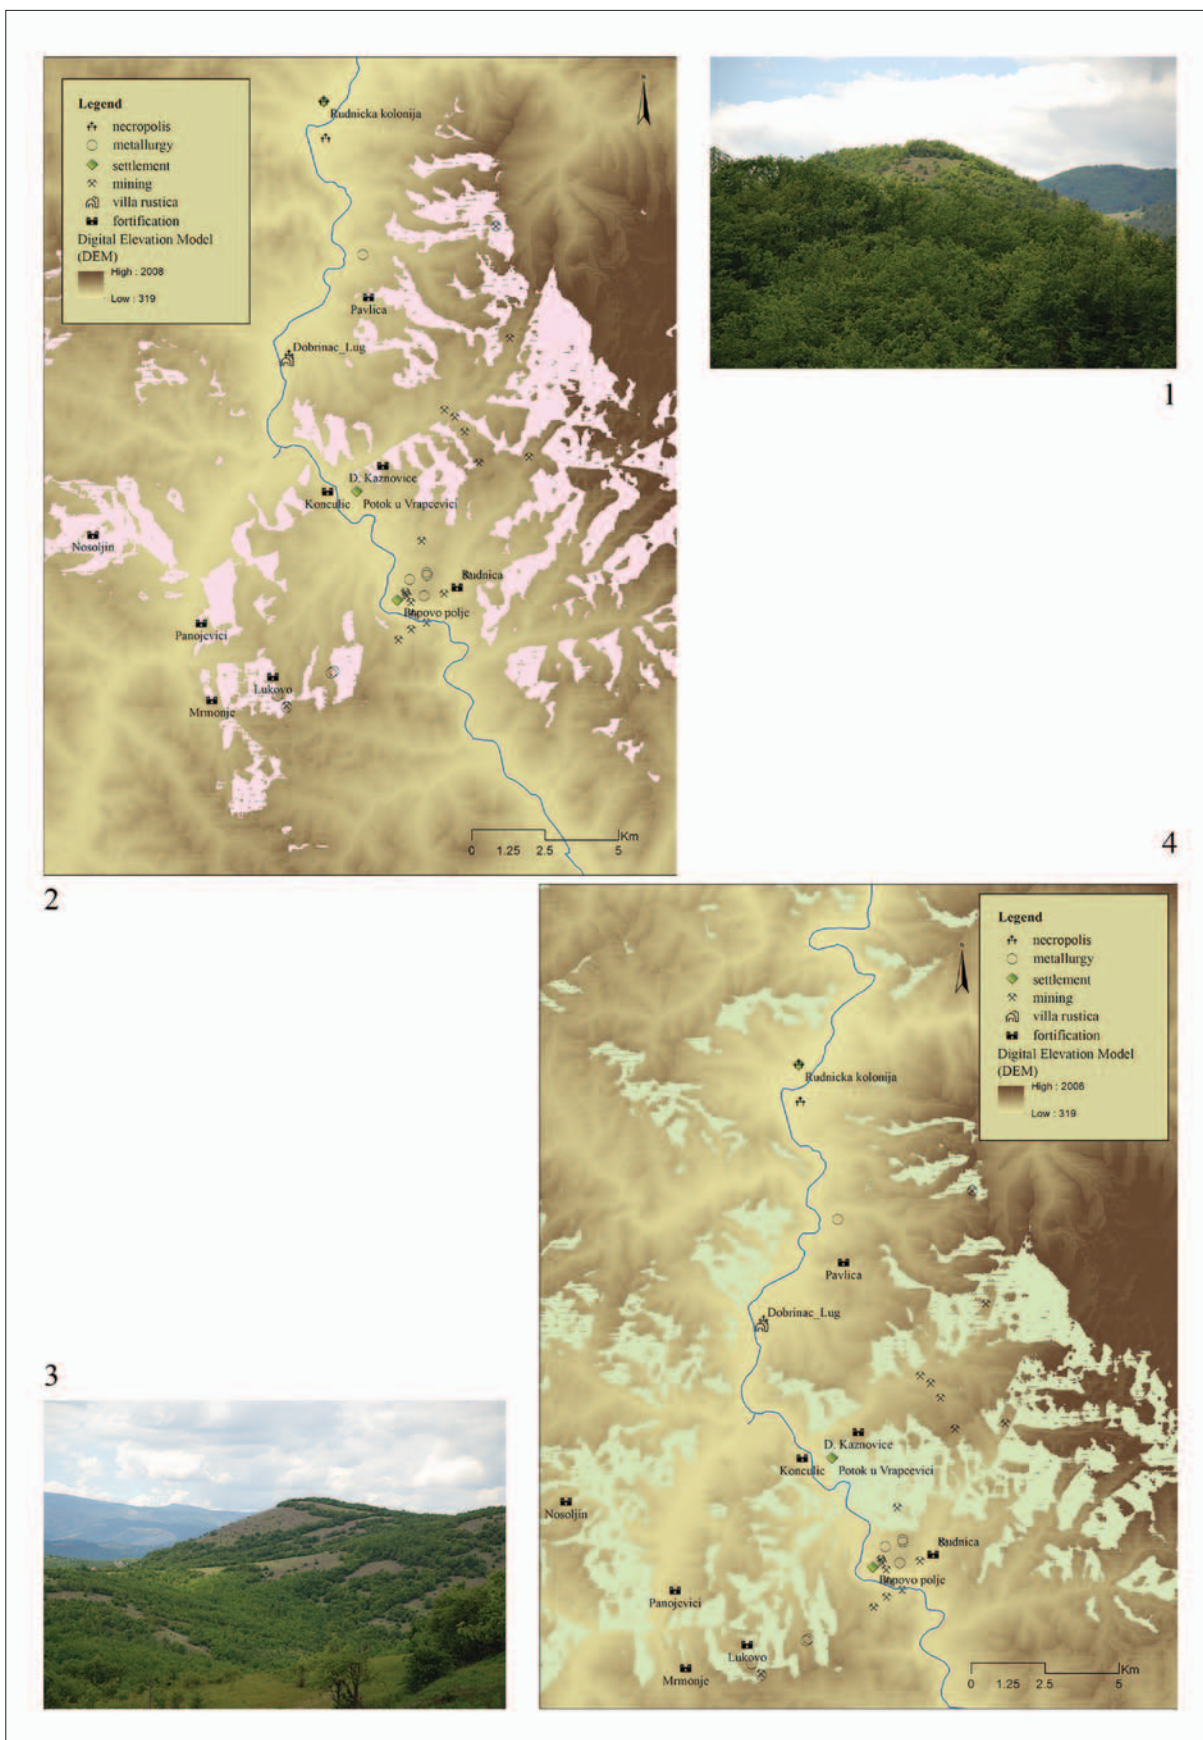 Legend
necropolis
metallurgy
settlement
mining
villa rustica
fortification
Digital Elevation Model
(DEM)
High : 2008
Low : 319
N
Rudnicka kolonija
Pavlica
Dobrinac_Lug
D. Kaznovice
Konculic
Potok u Vrapcevici
Nosoljin
Rudnica
Popovo polje
Panojevici
Lukovo
Mrmonje
Km
0 1.25 2.5 5
1
2
3
4
Legend
necropolis
metallurgy
settlement
mining
villa rustica
fortification
Digital Elevation Model
(DEM)
High : 2008
Low : 319
N
Rudnicka kolonija
Pavlica
Dobrinac_Lug
D. Kaznovice
Konculic
Potok u Vrapcevici
Nosoljin
Rudnica
Popovo polje
Panojevici
Lukovo
Mrmonje
Km
0 1.25 2.5 5